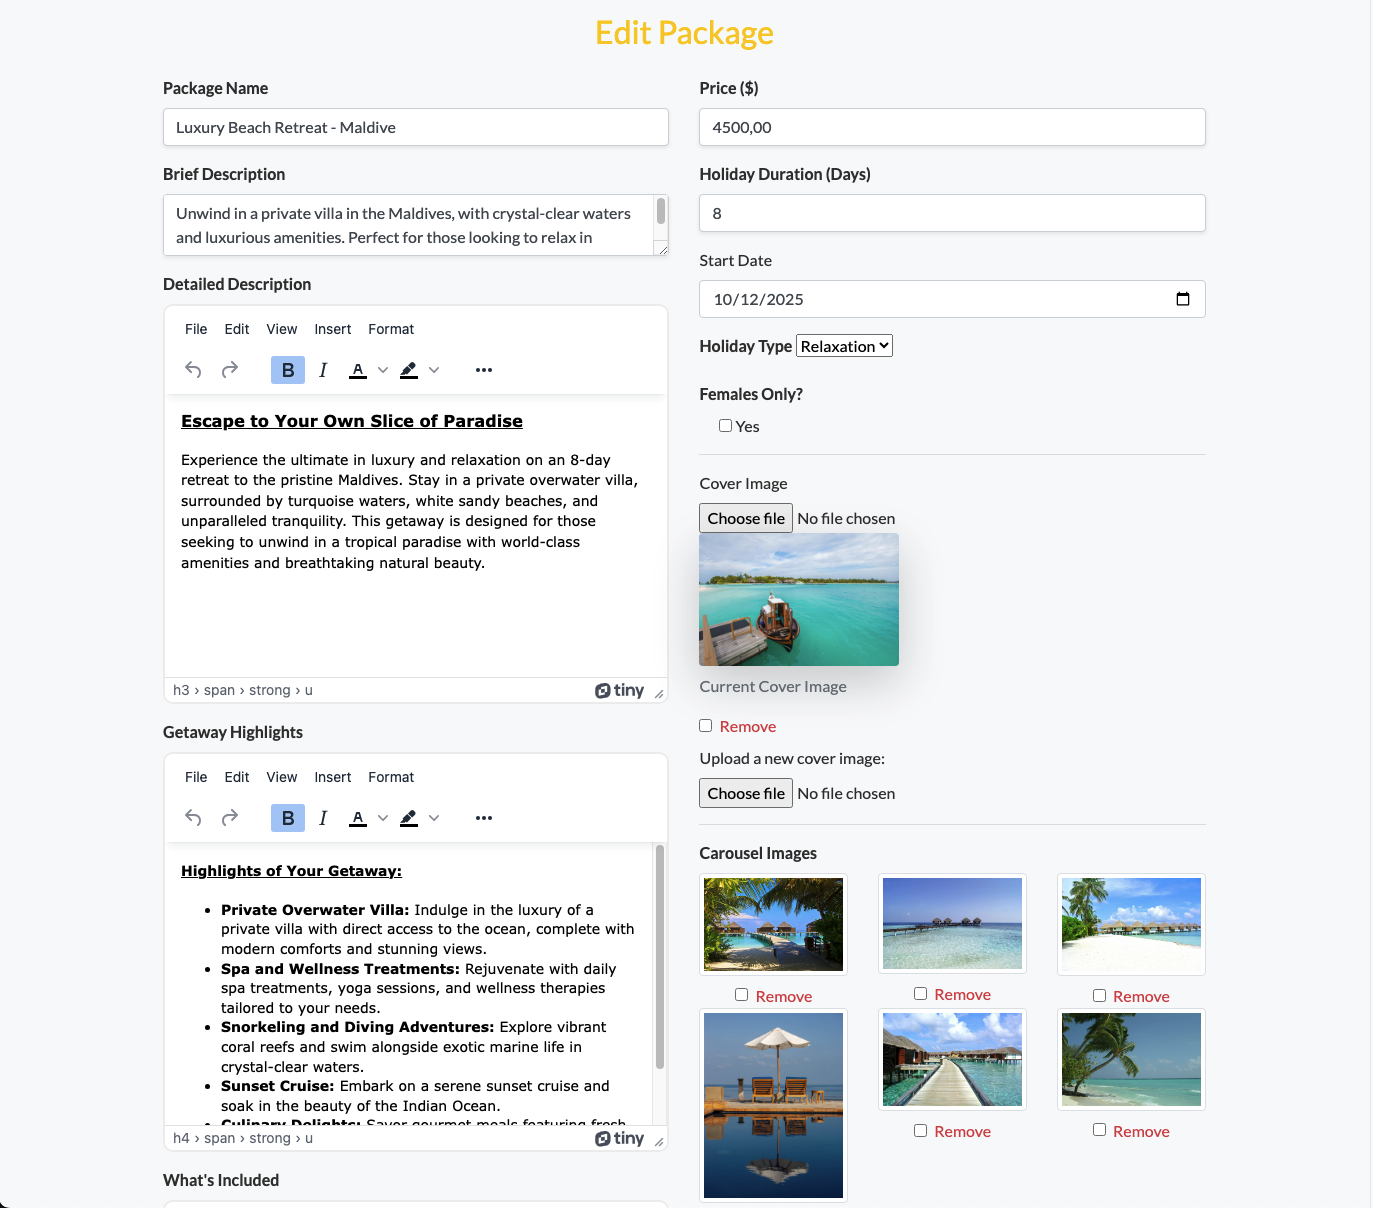 Edit Package
Package Name
Luxury Beach Retreat - Maldive
Brief Description
Unwind in a private villa in the Maldives, with crystal-clear waters
and luxurious amenities. Perfect for those looking to relax in
Detailed Description
File Edit View Insert Format
B I A
Escape to Your Own Slice of Paradise
Experience the ultimate in luxury and relaxation on an 8-day
retreat to the pristine Maldives. Stay in a private overwater villa,
surrounded by turquoise waters, white sandy beaches, and
unparalleled tranquility. This getaway is designed for those
seeking to unwind in a tropical paradise with world-class
amenities and breathtaking natural beauty.
h3 › span › strong › u
tiny
Getaway Highlights
File Edit View Insert Format
B I A
Highlights of Your Getaway:
• Private Overwater Villa: Indulge in the luxury of a
private villa with direct access to the ocean, complete with
modern comforts and stunning views.
• Spa and Wellness Treatments: Rejuvenate with daily
spa treatments, yoga sessions, and wellness therapies
tailored to your needs.
• Snorkeling and Diving Adventures: Explore vibrant
coral reefs and swim alongside exotic marine life in
crystal-clear waters.
• Sunset Cruise: Embark on a serene sunset cruise and
soak in the beauty of the Indian Ocean.
• Culinary Delights: Savor gourmet meals featuring fresh
h4 › span › strong › u
tiny
What's Included
Price ($)
4500,00
Holiday Duration (Days)
8
Start Date
10/12/2025
Holiday Type Relaxation
Females Only?
Yes
Cover Image
Choose file No file chosen
Current Cover Image
Remove
Upload a new cover image:
Choose file No file chosen
Carousel Images
Remove
Remove
Remove
Remove
Remove